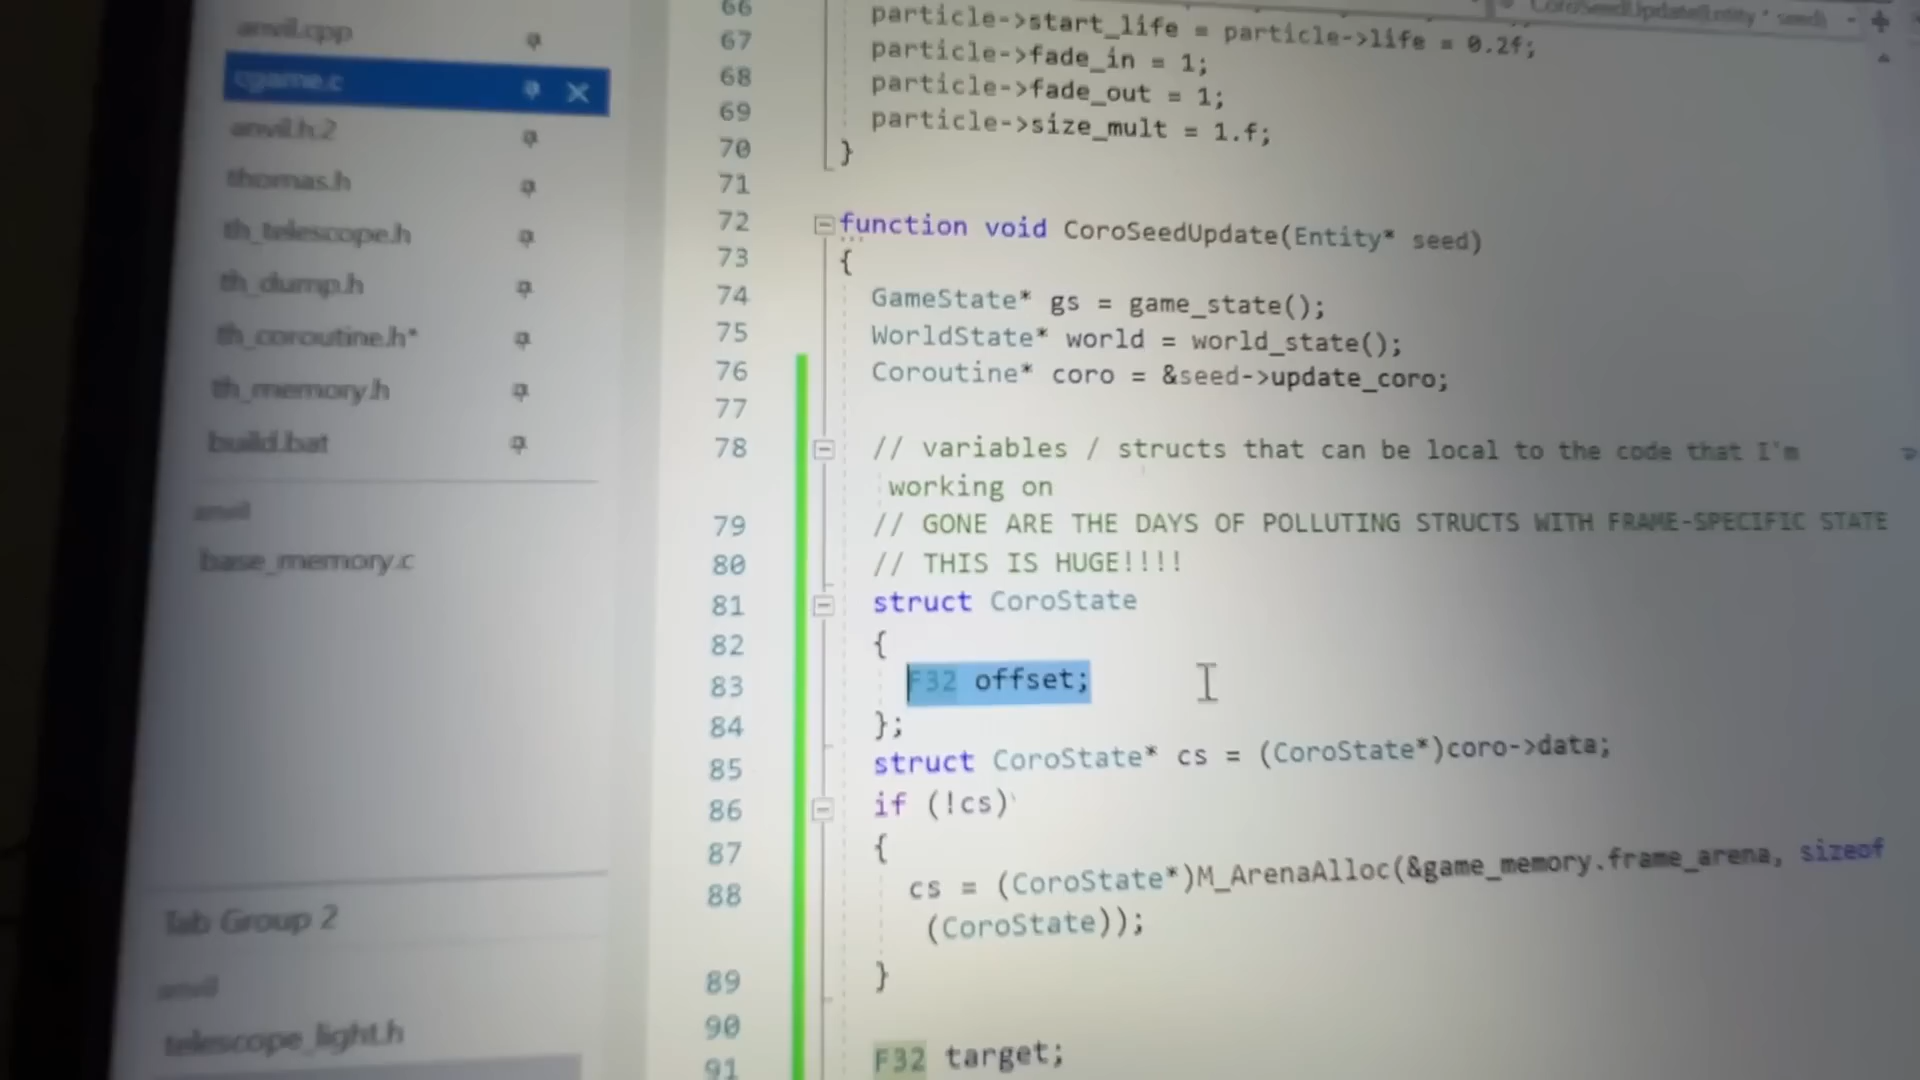 anvil.cpp
cgame.c
anvil.h:2
thomas.h
th_telescope.h
th_dump.h
th_coroutine.h*
th_memory.h
build.bat
anvil
base_memory.c
Tab Group 2
anvil
telescope_light.h
CoroSeedUpdate(Entity * seed)
66 particle->start_life = particle->life = 0.2f;
67 particle->fade_in = 1;
68 particle->fade_out = 1;
69 particle->size_mult = 1.f;
70 }
71
72 function void CoroSeedUpdate(Entity* seed)
73 {
74 GameState* gs = game_state();
75 WorldState* world = world_state();
76 Coroutine* coro = &seed->update_coro;
77
78 // variables / structs that can be local to the code that I'm
working on
79 // GONE ARE THE DAYS OF POLLUTING STRUCTS WITH FRAME-SPECIFIC STATE
80 // THIS IS HUGE!!!!
81 struct CoroState
82 {
83 F32 offset;
84 };
85 struct CoroState* cs = (CoroState*)coro->data;
86 if (!cs)
87 {
88 cs = (CoroState*)M_ArenaAlloc(&game_memory.frame_arena, sizeof
(CoroState));
89 }
90
91 F32 target;